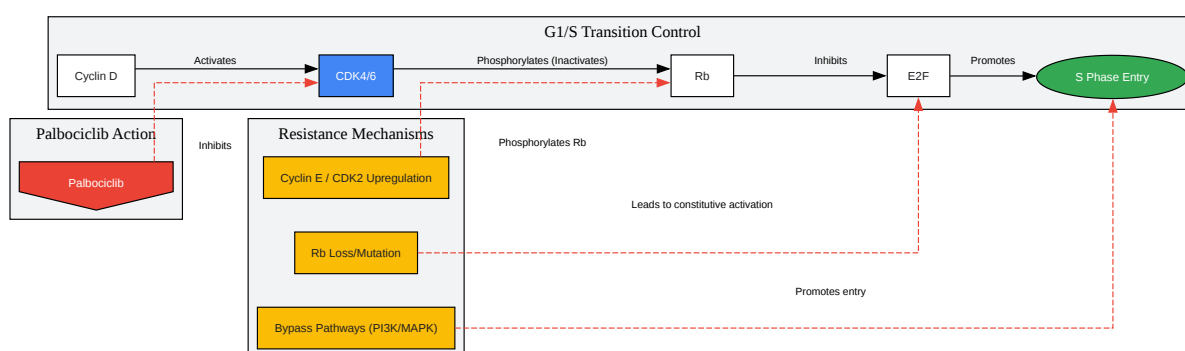 G1/S Transition Control
Cyclin D
Activates
CDK4/6
Phosphorylates (Inactivates)
Rb
Inhibits
E2F
Promotes
S Phase Entry
Palbociclib Action
Palbociclib
Inhibits
Resistance Mechanisms
Cyclin E / CDK2 Upregulation
Phosphorylates Rb
Rb Loss/Mutation
Leads to constitutive activation
Bypass Pathways (PI3K/MAPK)
Promotes entry